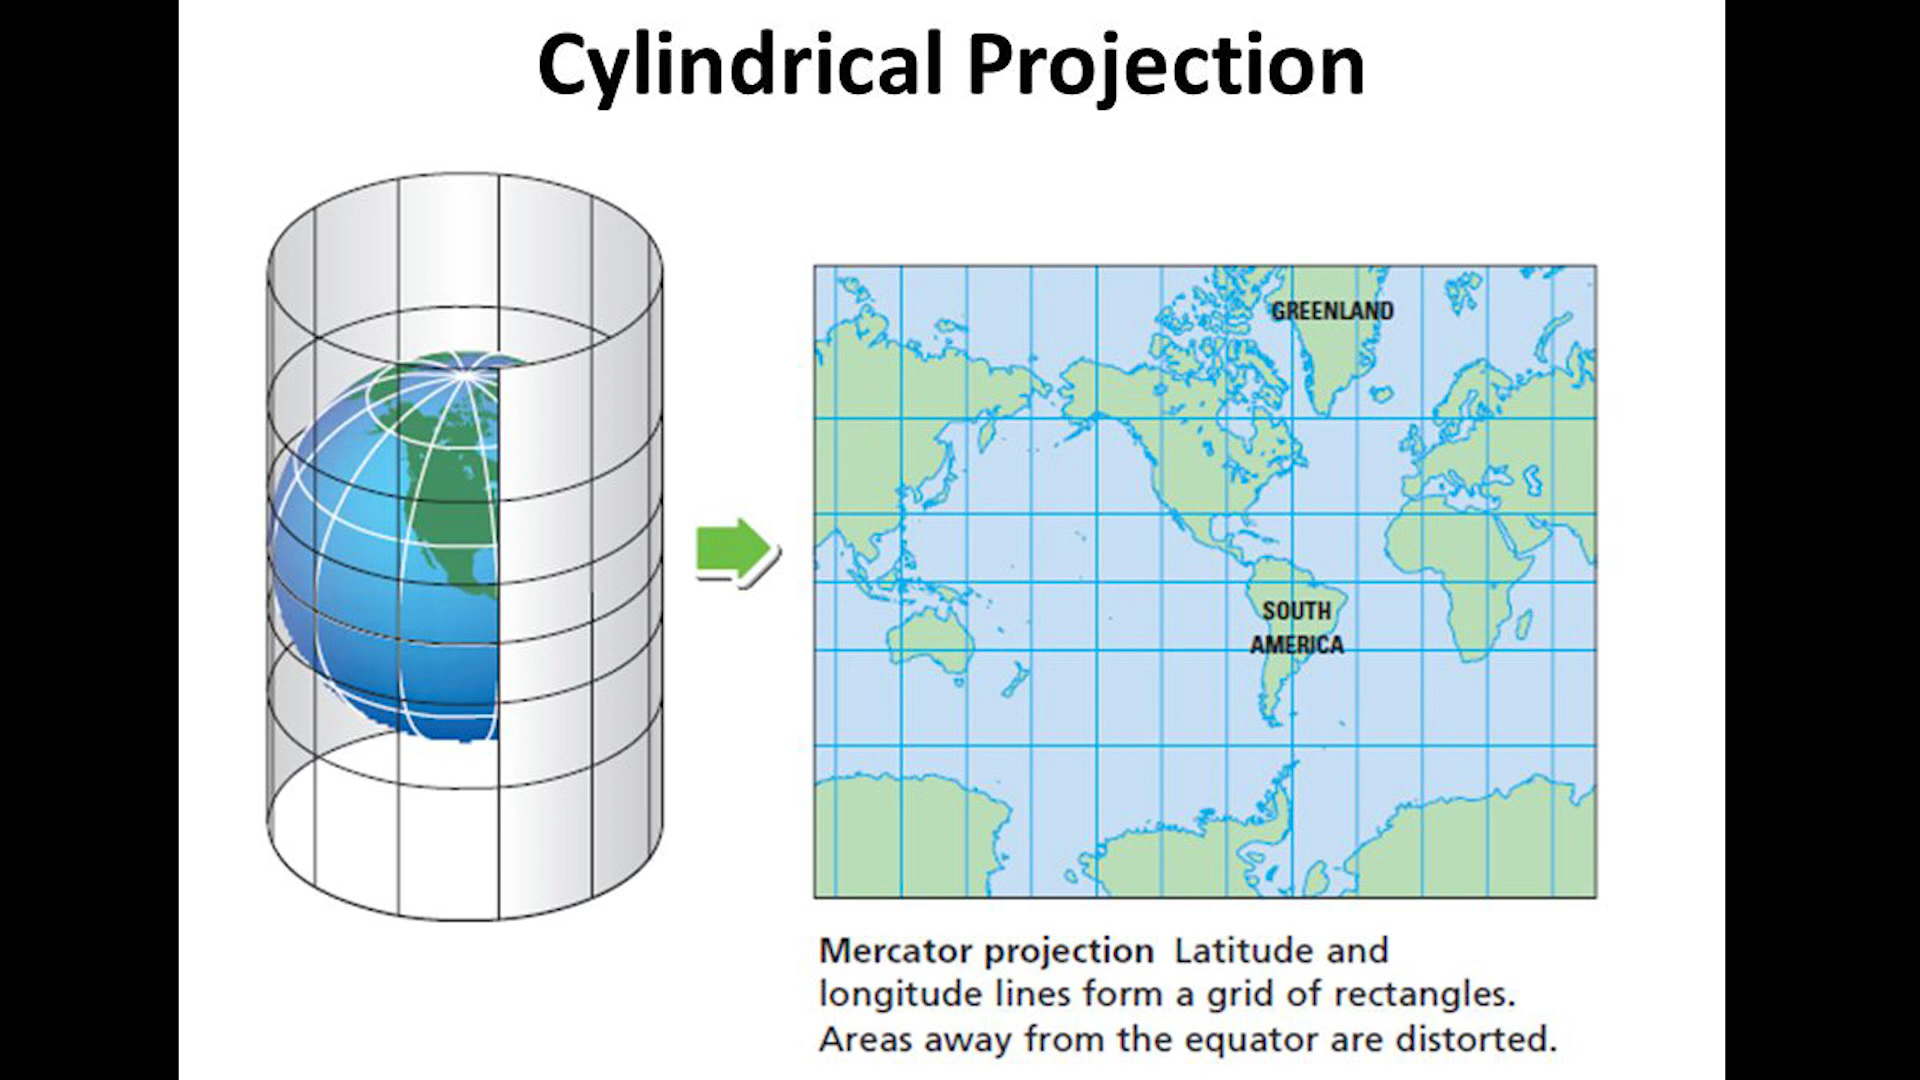 Cylindrical Projection
GREENLAND
SOUTH
AMERICA
Mercator projection Latitude and
longitude lines form a grid of rectangles.
Areas away from the equator are distorted.